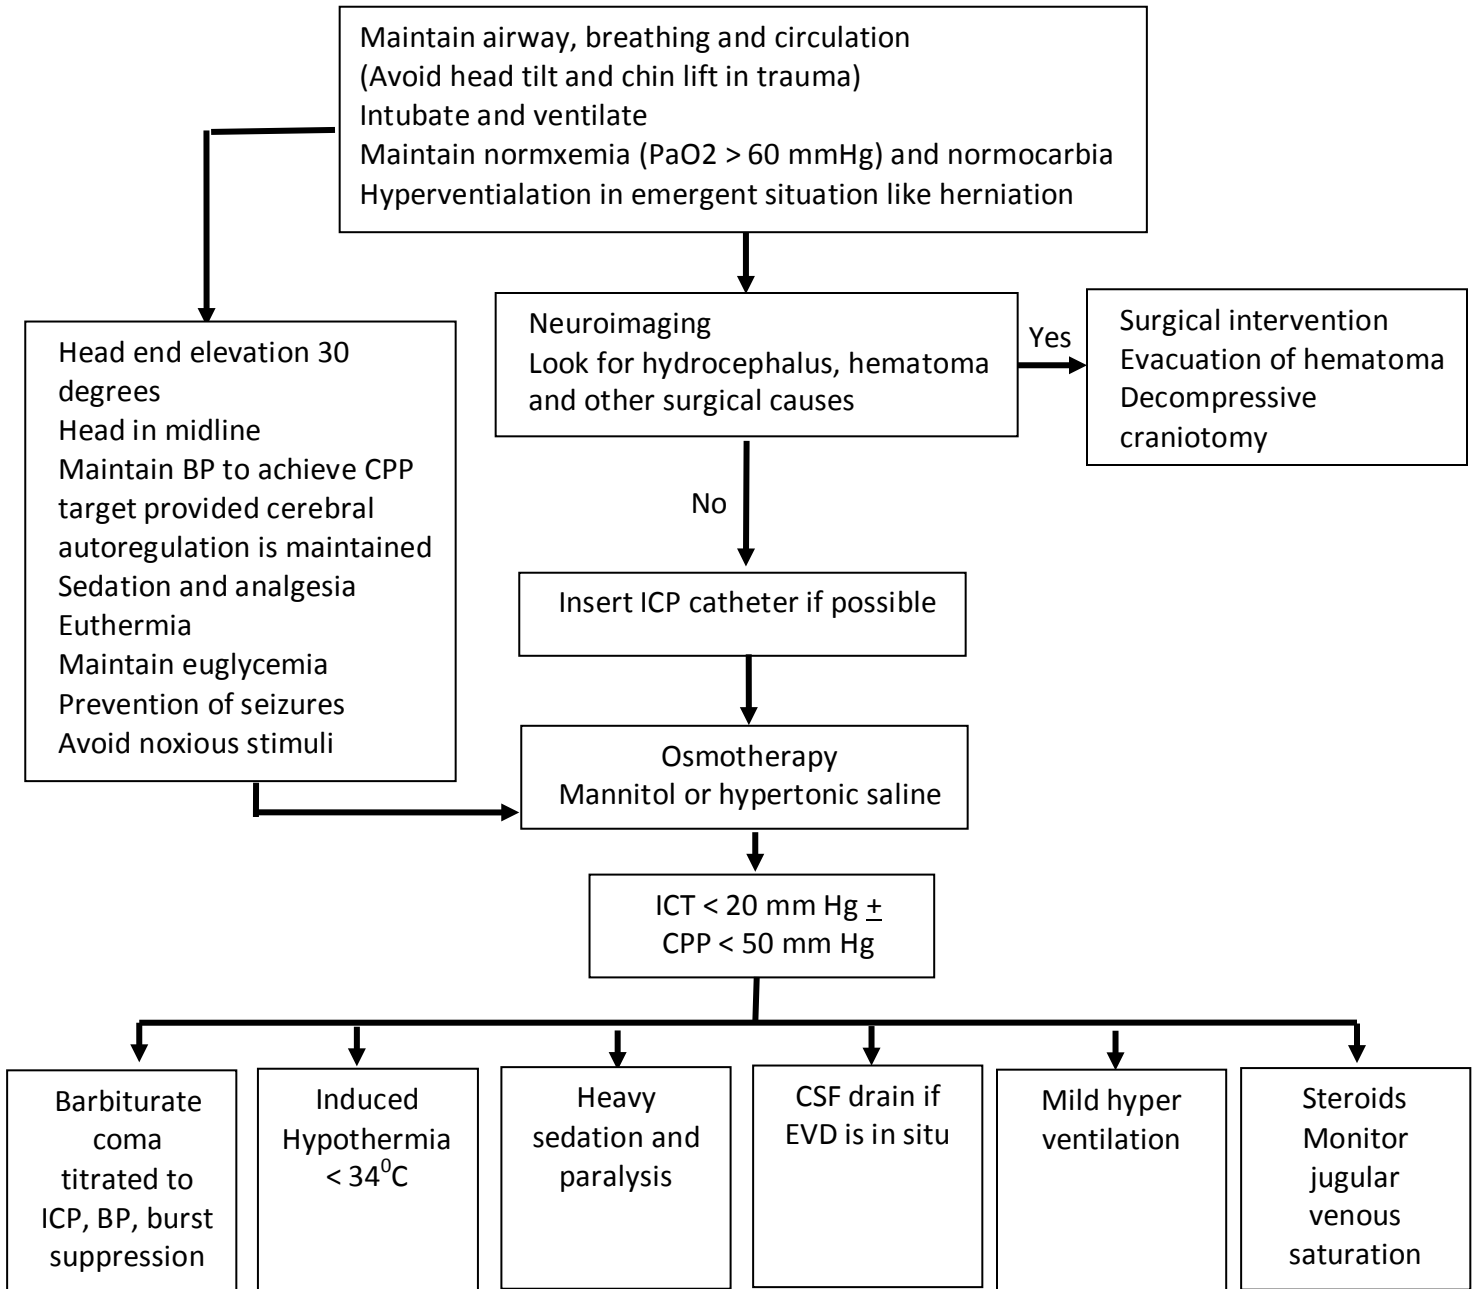 Maintain airway, breathing and circulation
(Avoid head tilt and chin lift in trauma)
Intubate and ventilate
Maintain normxemia (PaO2 > 60 mmHg) and normocarbia
Hyperventialation in emergent situation like herniation
Head end elevation 30
degrees
Head in midline
Maintain BP to achieve CPP
target provided cerebral
autoregulation is maintained
Sedation and analgesia
Euthermia
Maintain euglycemia
Prevention of seizures
Avoid noxious stimuli
Neuroimaging
Look for hydrocephalus, hematoma
and other surgical causes
Yes
Surgical intervention
Evacuation of hematoma
Decompressive
craniotomy
No
Insert ICP catheter if possible
Osmotherapy
Mannitol or hypertonic saline
ICT < 20 mm Hg ±
CPP < 50 mm Hg
Barbiturate
coma
titrated to
ICP, BP, burst
suppression
Induced
Hypothermia
< 34⁰C
Heavy
sedation and
paralysis
CSF drain if
EVD is in situ
Mild hyper
ventilation
Steroids
Monitor
jugular
venous
saturation